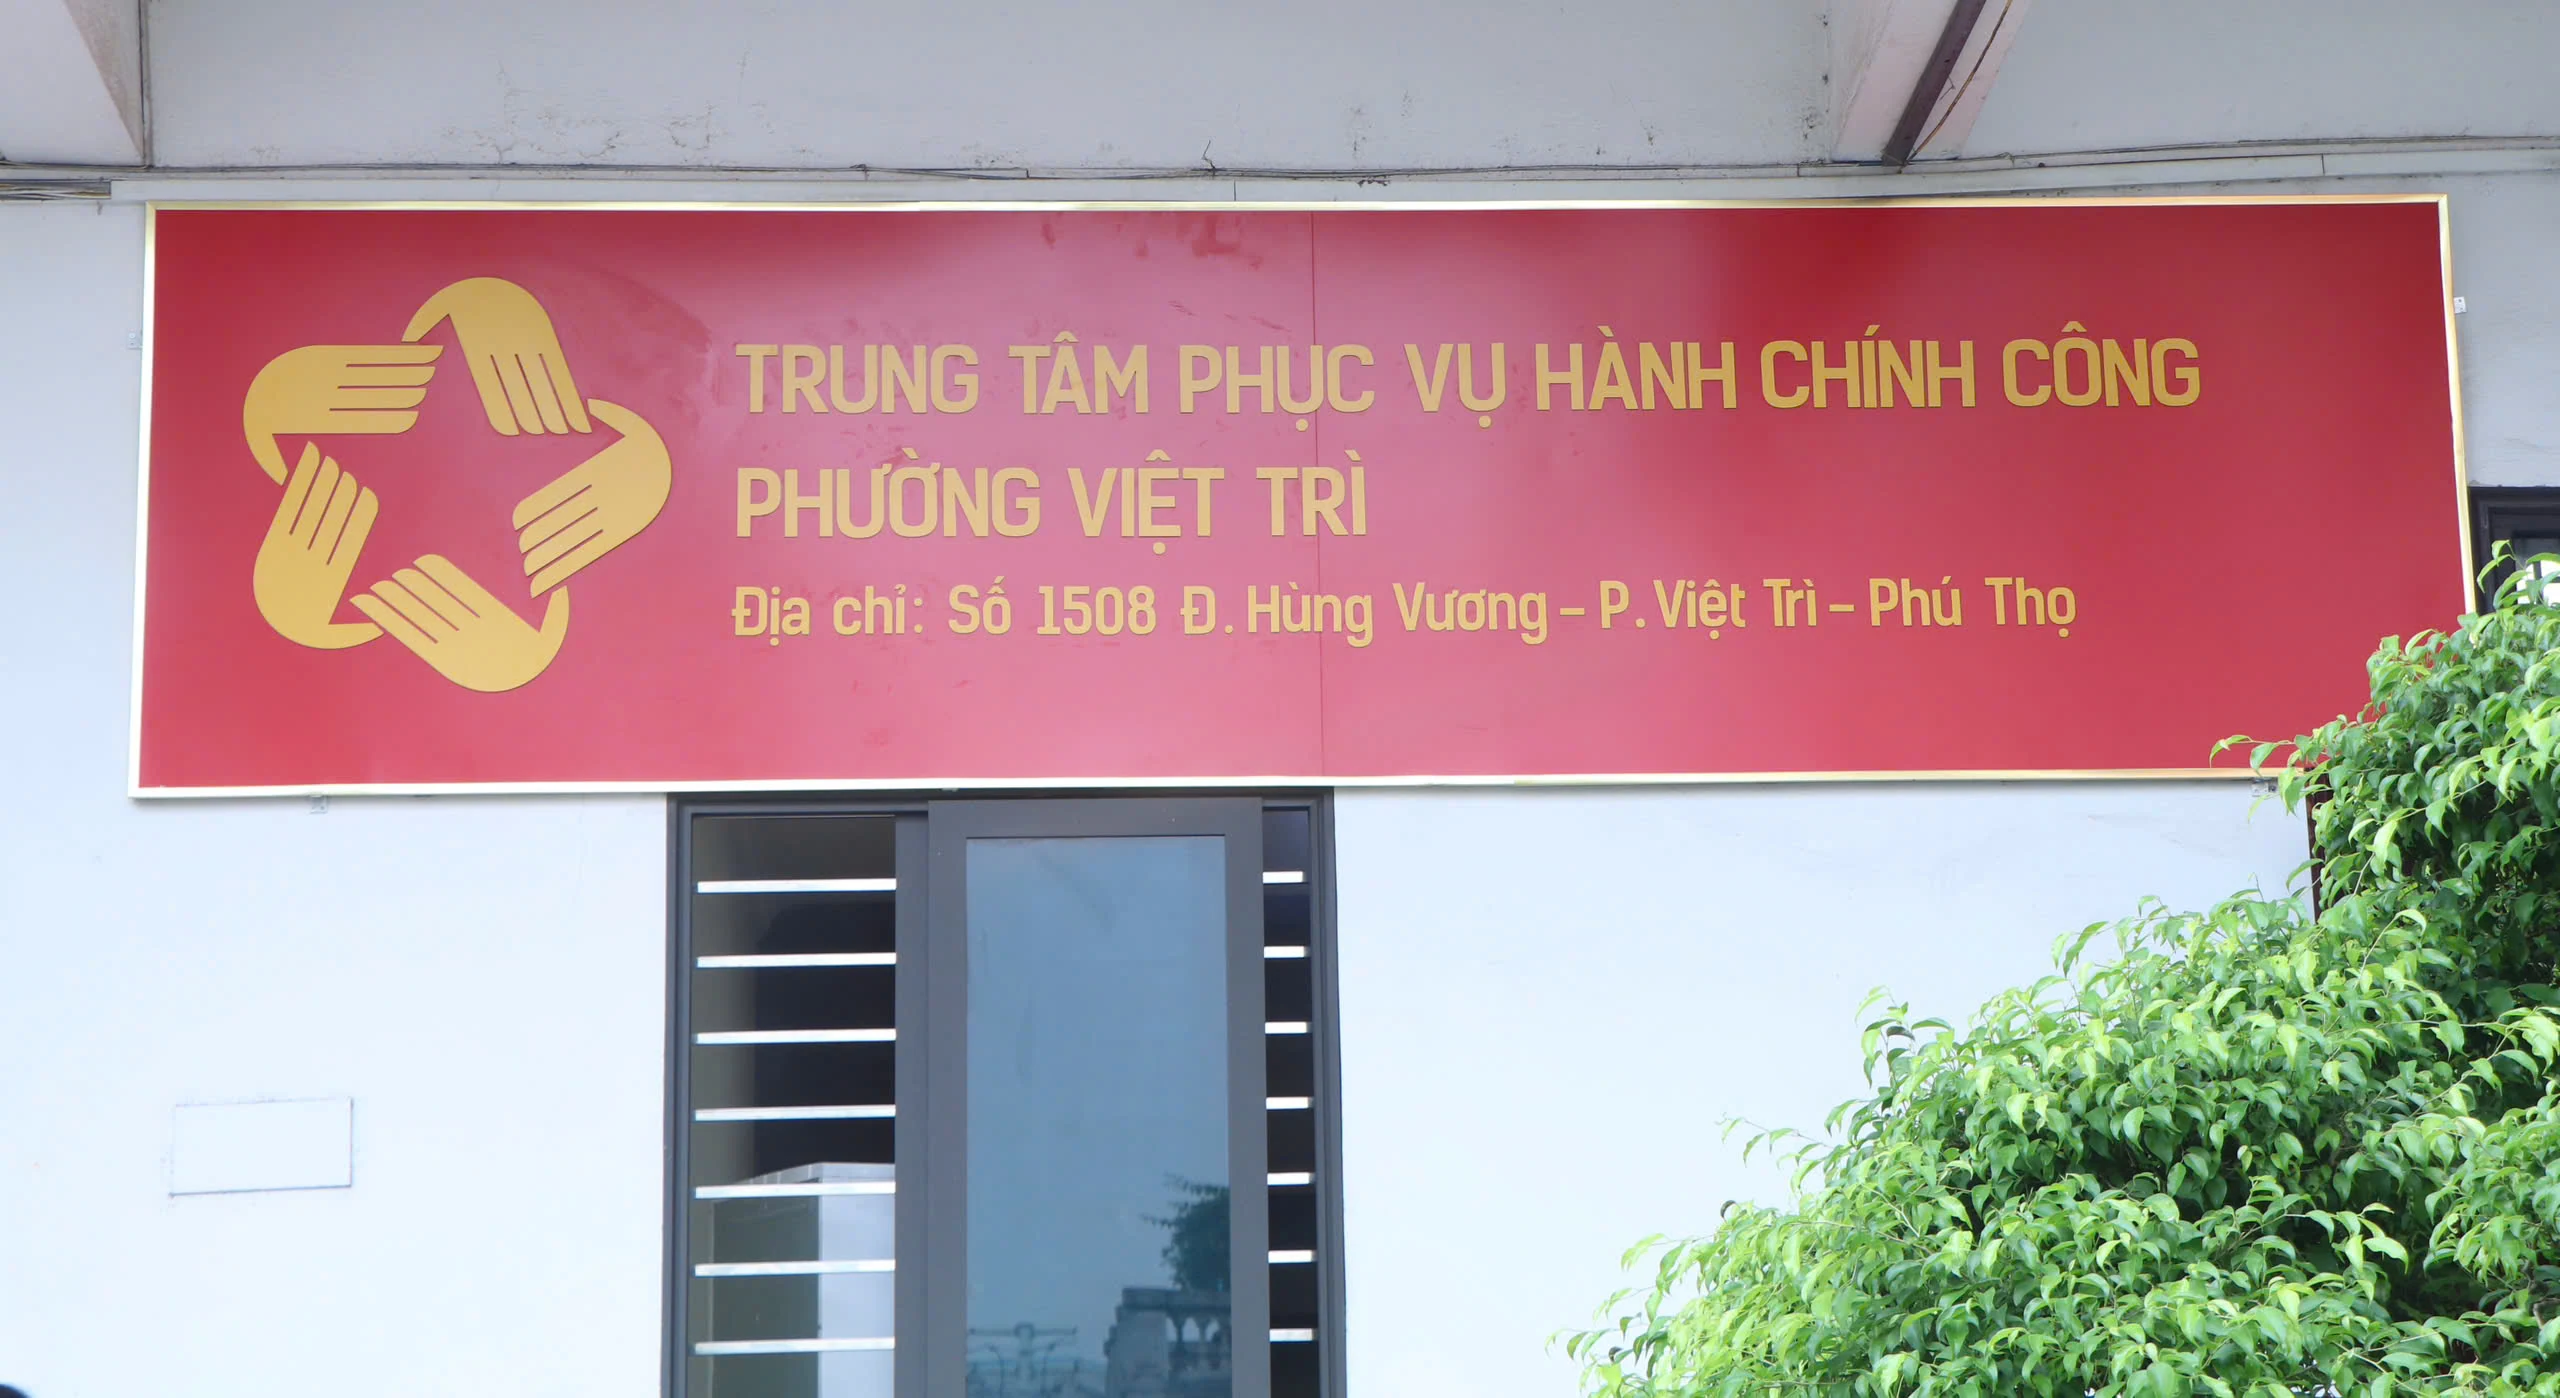 TRUNG TÂM PHỤC VỤ HÀNH CHÍNH CÔNG
PHƯỜNG VIỆT TRÌ
Địa chỉ: Số 1508 Đ. Hùng Vương – P. Việt Trì – Phú Thọ